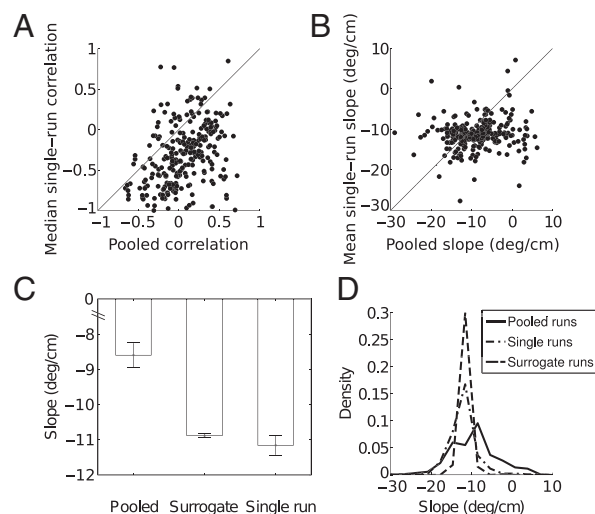 A
Median single−run correlation
1
0.5
0
−0.5
−1
−1 −0.5 0 0.5 1
Pooled correlation
B
Mean single−run slope (deg/cm)
10
0
−10
−20
−30
−30 −20 −10 0 10
Pooled slope (deg/cm)
C
Slope (deg/cm)
0
−8
−9
−10
−11
−12
Pooled Surrogate Single run
D
Density
0.3
0.25
0.2
0.15
0.1
0.05
0
−30 −20 −10 0 10
Slope (deg/cm)
Pooled runs
Single runs
Surrogate runs